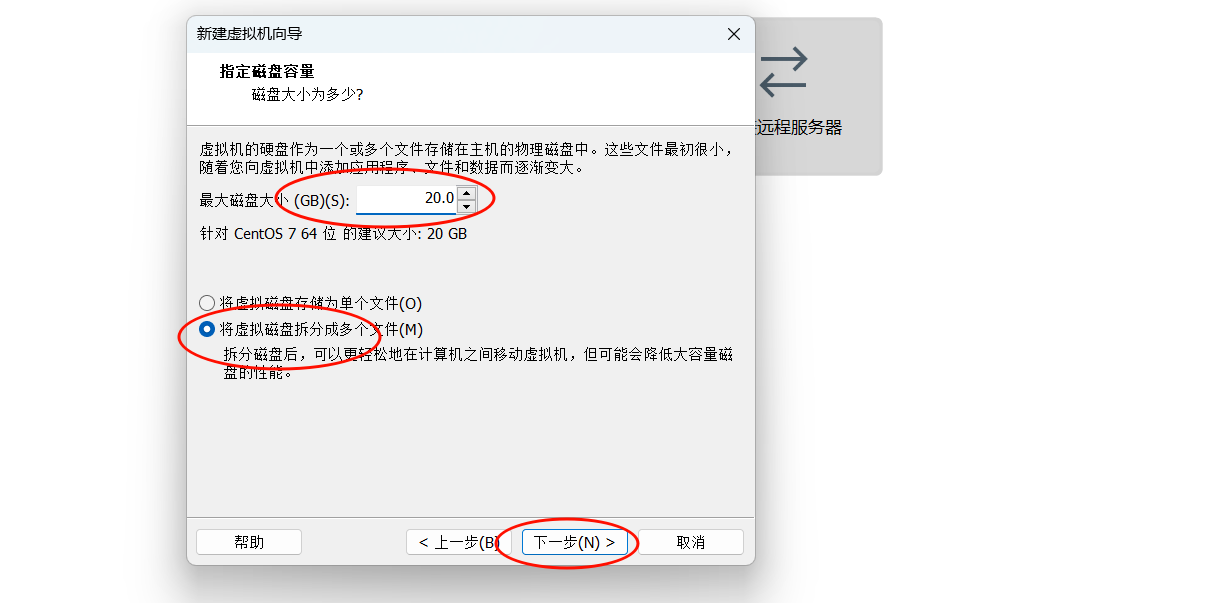 新建虚拟机向导
指定磁盘容量
磁盘大小为多少?
远程服务器
虚拟机的硬盘作为一个或多个文件存储在主机的物理磁盘中。这些文件最初很小，
随着您向虚拟机中添加应用程序、文件和数据而逐渐变大。
最大磁盘大小 (GB)(S): 20.0
针对 CentOS 7 64 位 的建议大小: 20 GB
将虚拟磁盘存储为单个文件(O)
将虚拟磁盘拆分成多个文件(M)
拆分磁盘后，可以更轻松地在计算机之间移动虚拟机，但可能会降低大容量磁
盘的性能。
帮助 < 上一步(B) 下一步(N) > 取消